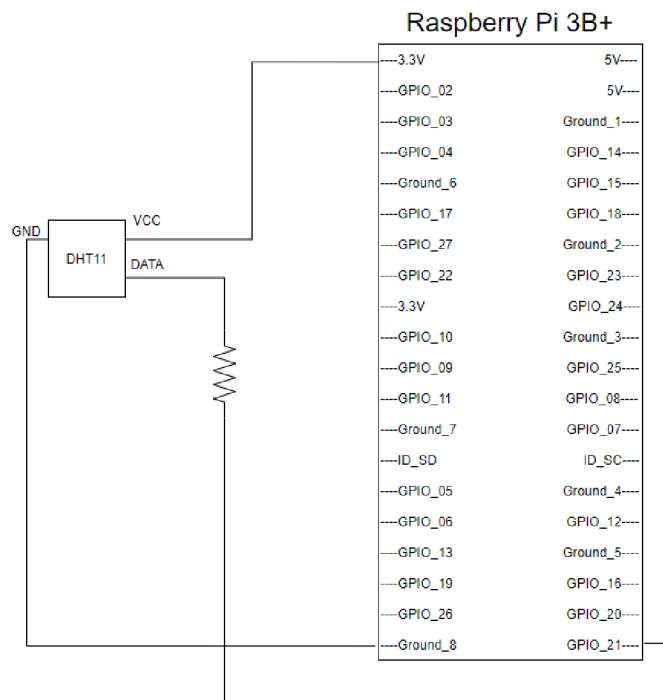 Raspberry Pi 3B+
----3.3V 5V----
----GPIO_02 5V----
----GPIO_03 Ground_1----
----GPIO_04 GPIO_14----
----Ground_6 GPIO_15----
----GPIO_17 GPIO_18----
----GPIO_27 Ground_2----
----GPIO_22 GPIO_23----
----3.3V GPIO_24----
----GPIO_10 Ground_3----
----GPIO_09 GPIO_25----
----GPIO_11 GPIO_08----
----Ground_7 GPIO_07----
----ID_SD ID_SC----
----GPIO_05 Ground_4----
----GPIO_06 GPIO_12----
----GPIO_13 Ground_5----
----GPIO_19 GPIO_16----
----GPIO_26 GPIO_20----
----Ground_8 GPIO_21----
VCC
GND
DHT11
DATA